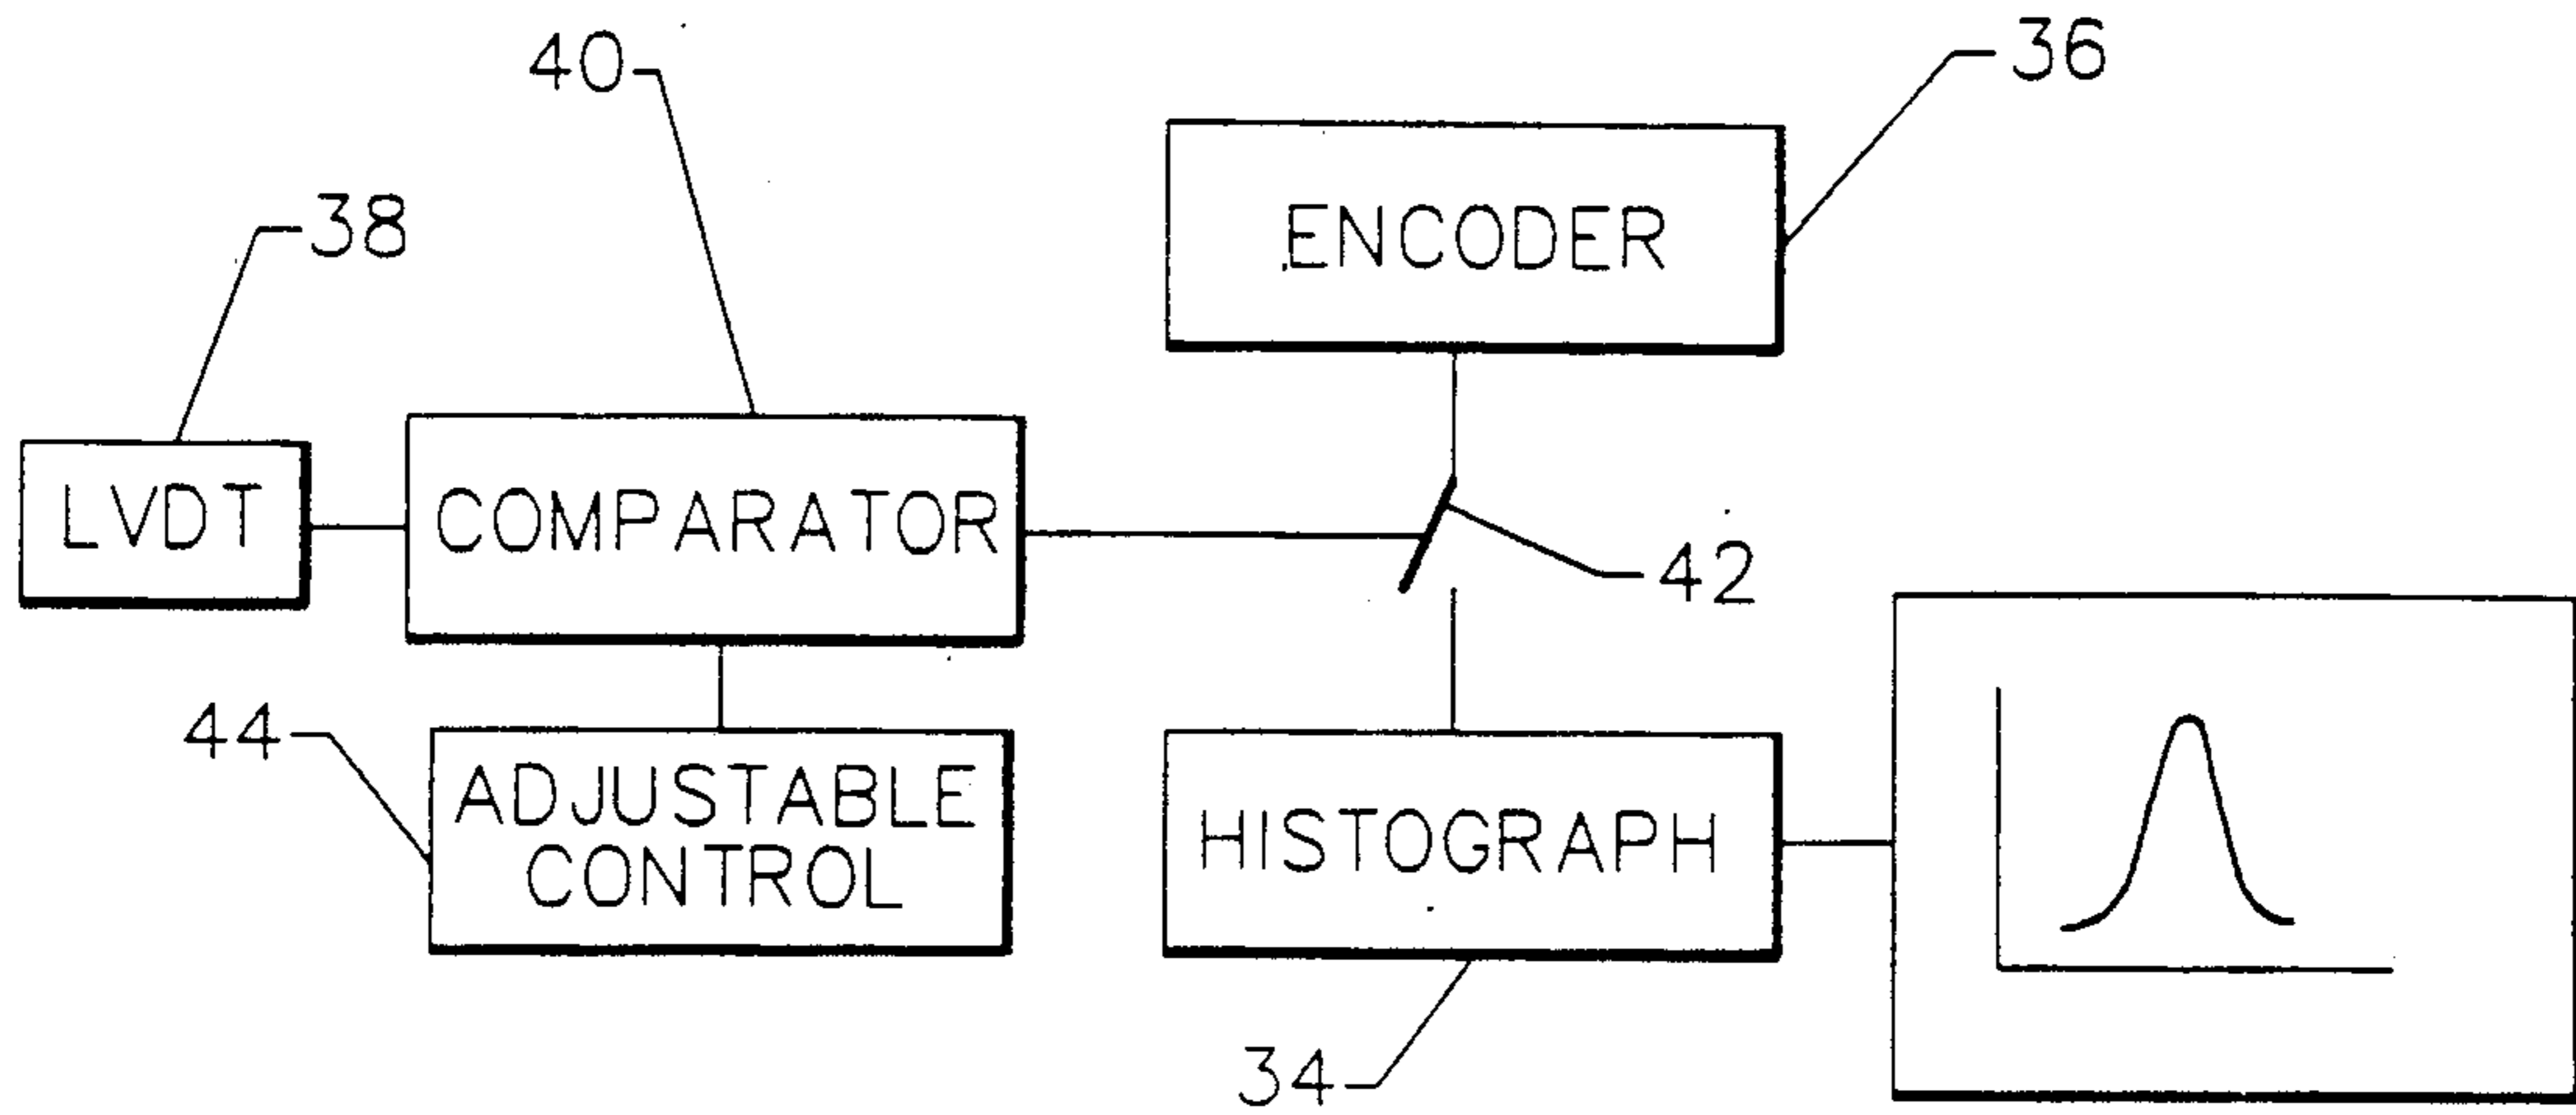 40
36
38
ENCODER
LVDT
COMPARATOR
42
44
ADJUSTABLE
CONTROL
HISTOGRAPH
34